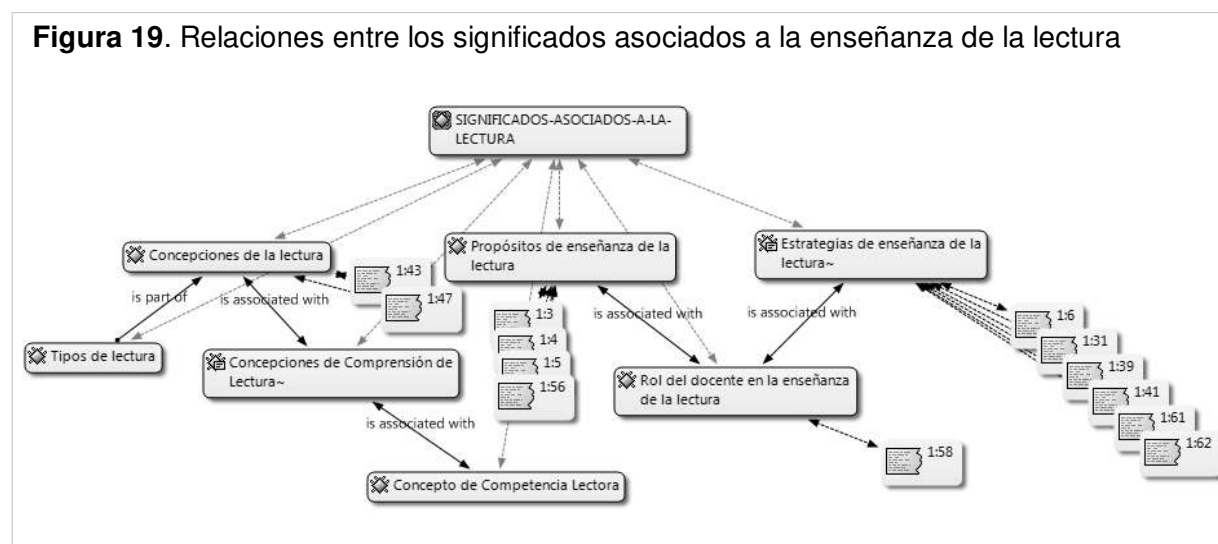 Figura 19. Relaciones entre los significados asociados a la enseñanza de la lectura
SIGNIFICADOS-ASOCIADOS-A-LA-
LECTURA
Concepciones de la lectura
Propósitos de enseñanza de la
lectura
Estrategias de enseñanza de la
lectura~
1:43
1:47
is part of
is associated with
1:3
1:4
1:5
1:56
is associated with
is associated with
1:6
1:31
1:39
1:41
1:61
1:62
Tipos de lectura
Concepciones de Comprensión de
Lectura~
Rol del docente en la enseñanza
de la lectura
is associated with
1:58
Concepto de Competencia Lectora